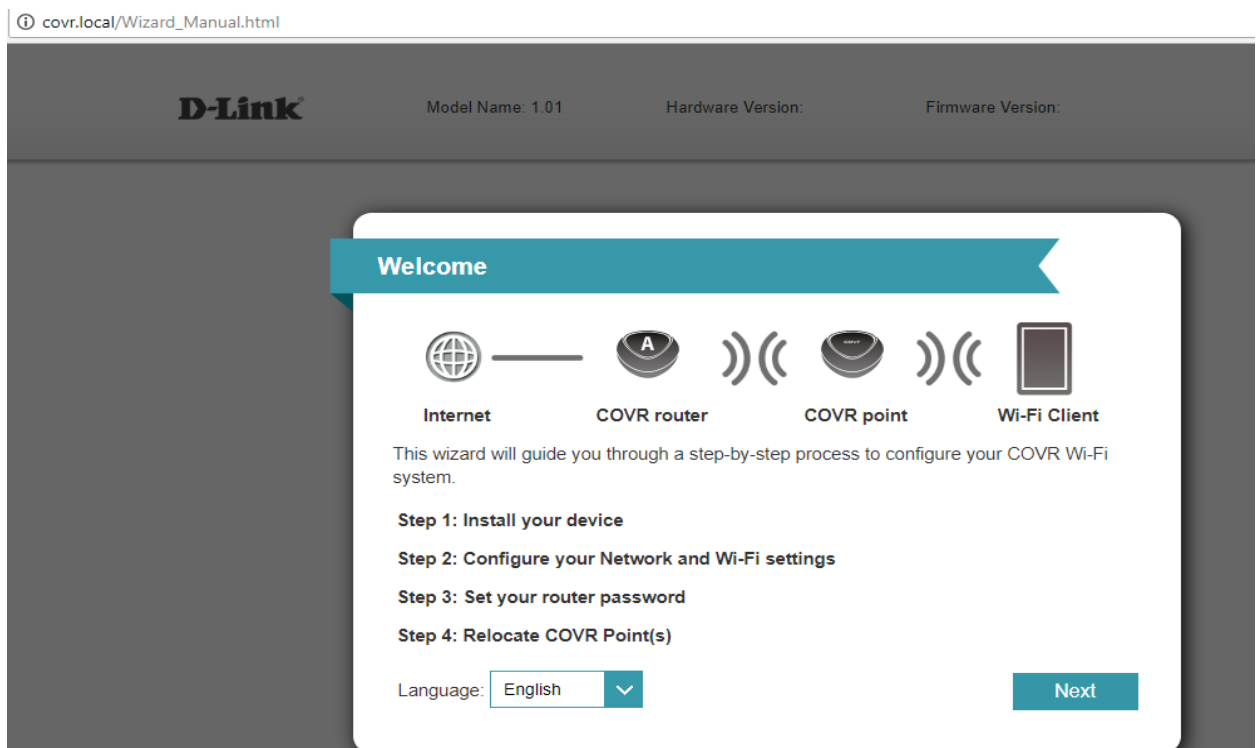 covr.local/Wizard_Manual.html
D-Link Model Name: 1.01 Hardware Version: Firmware Version:
Welcome
A COVR
Internet COVR router COVR point Wi-Fi Client
This wizard will guide you through a step-by-step process to configure your COVR Wi-Fi
system.
Step 1: Install your device
Step 2: Configure your Network and Wi-Fi settings
Step 3: Set your router password
Step 4: Relocate COVR Point(s)
Language: English Next